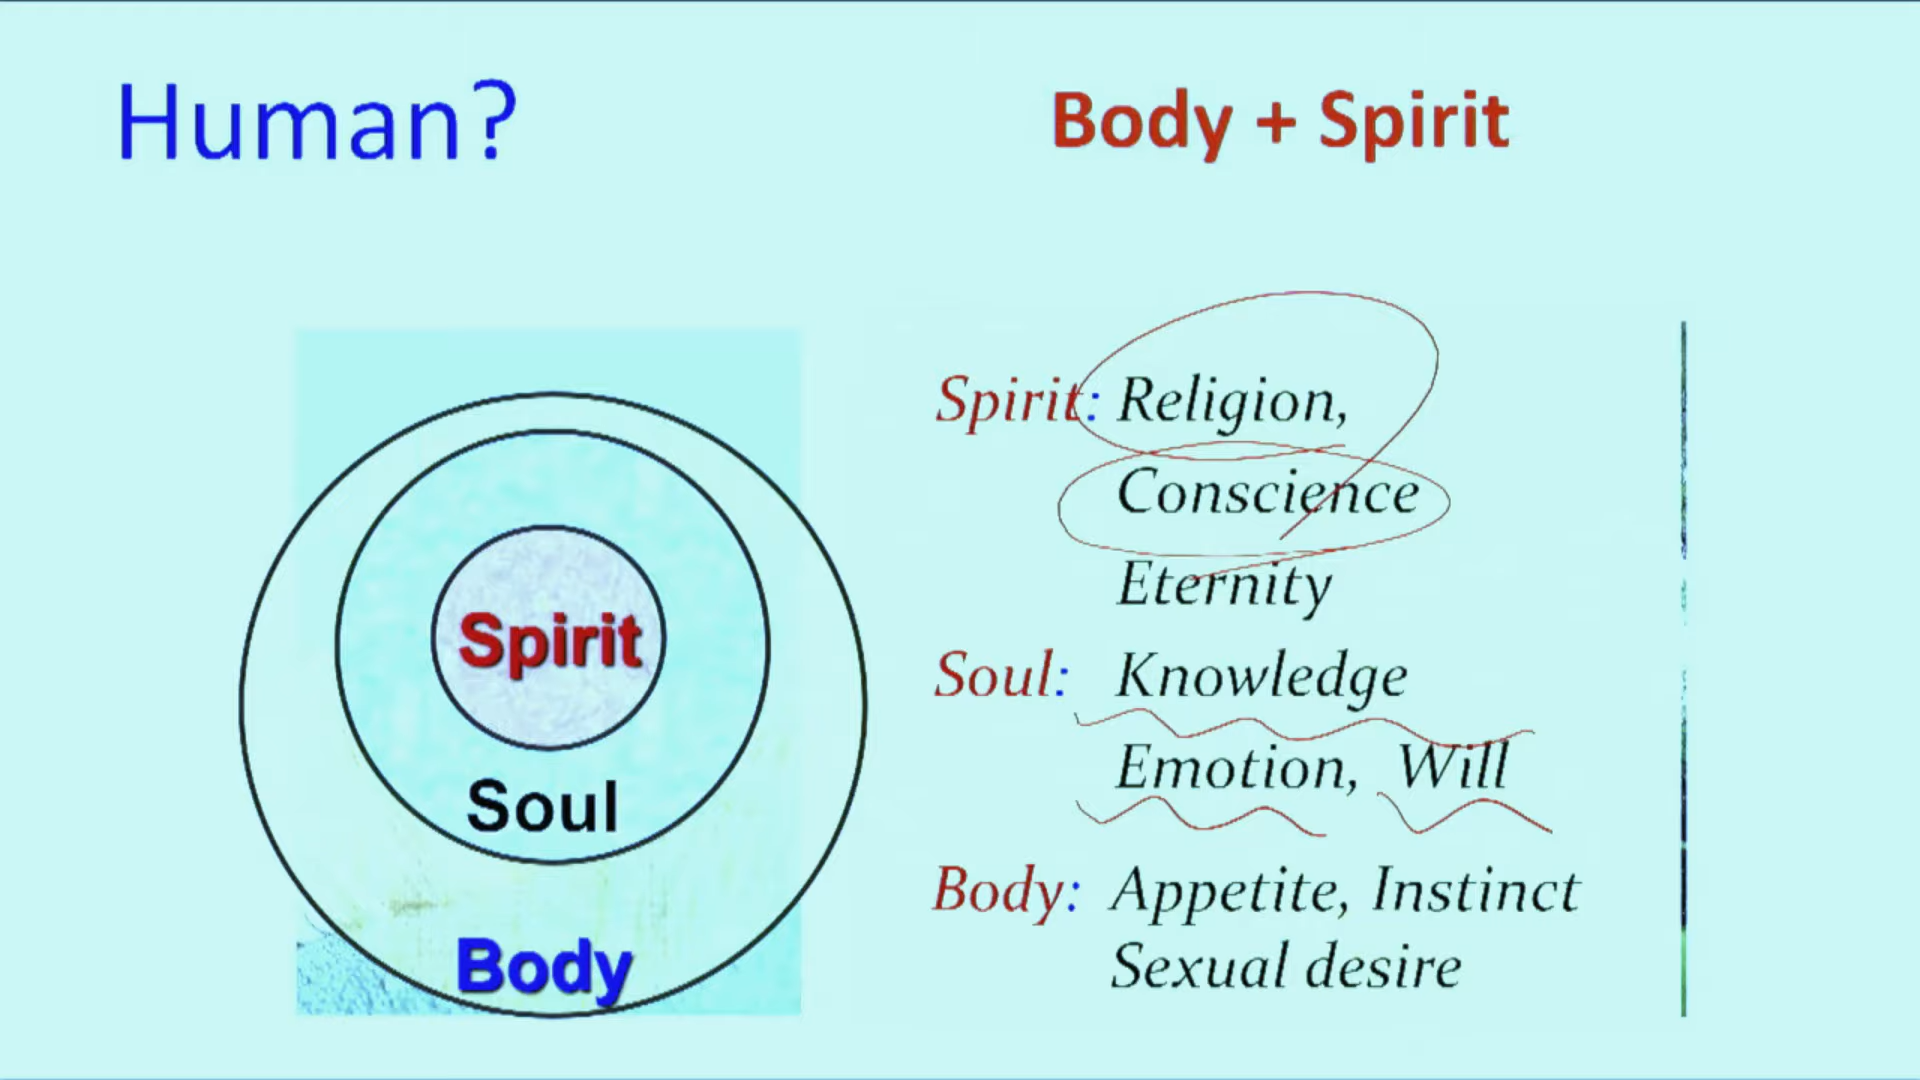 Human?
Body + Spirit
Spirit
Soul
Body
Spirit: Religion,
Conscience
Eternity
Soul: Knowledge
Emotion, Will
Body: Appetite, Instinct
Sexual desire